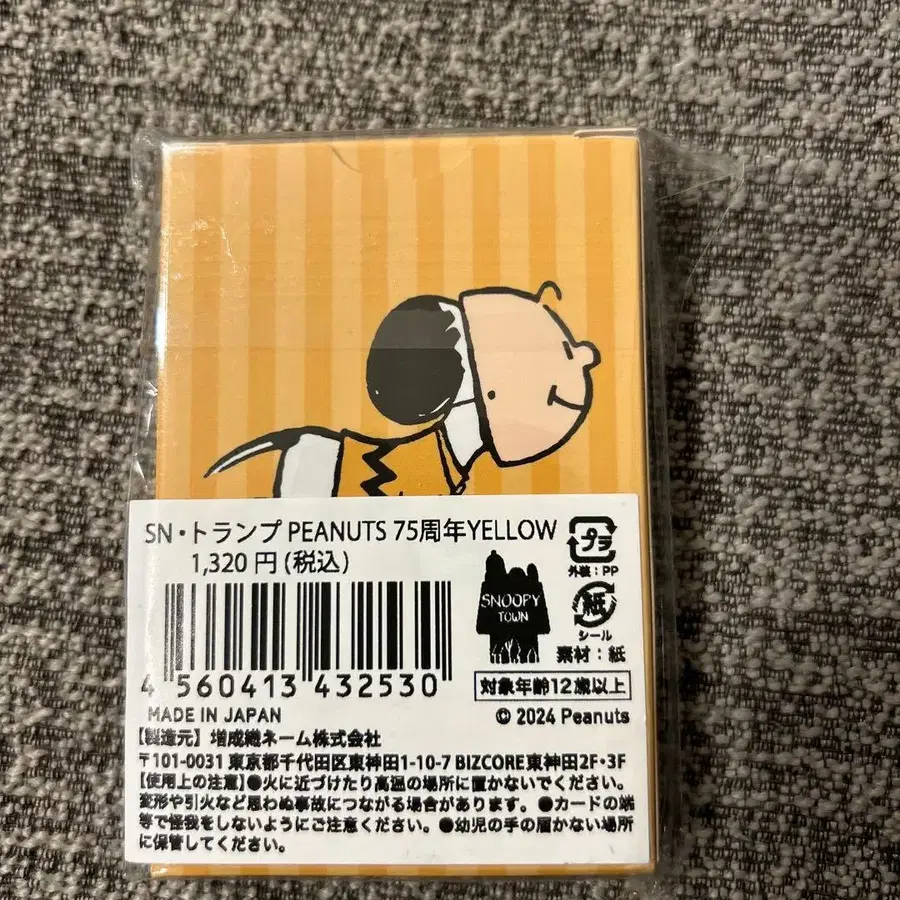 SN・トランプ PEANUTS 75周年YELLOW
1,320 円 (税込)
プラ
外装：PP
SNOOPY
TOWN
紙
シール
素材：紙
4 560413 432530
対象年齢12歳以上
MADE IN JAPAN
© 2024 Peanuts
【製造元】増成織ネーム株式会社
〒101-0031 東京都千代田区東神田1-10-7 BIZCORE東神田2F・3F
【使用上の注意】●火に近づけたり高温の場所に置かないでください。
変形や引火など思わぬ事故につながる場合があります。●カードの端
等で怪我をしないようにご注意ください。●幼児の手の届かない場所
に保管してください。